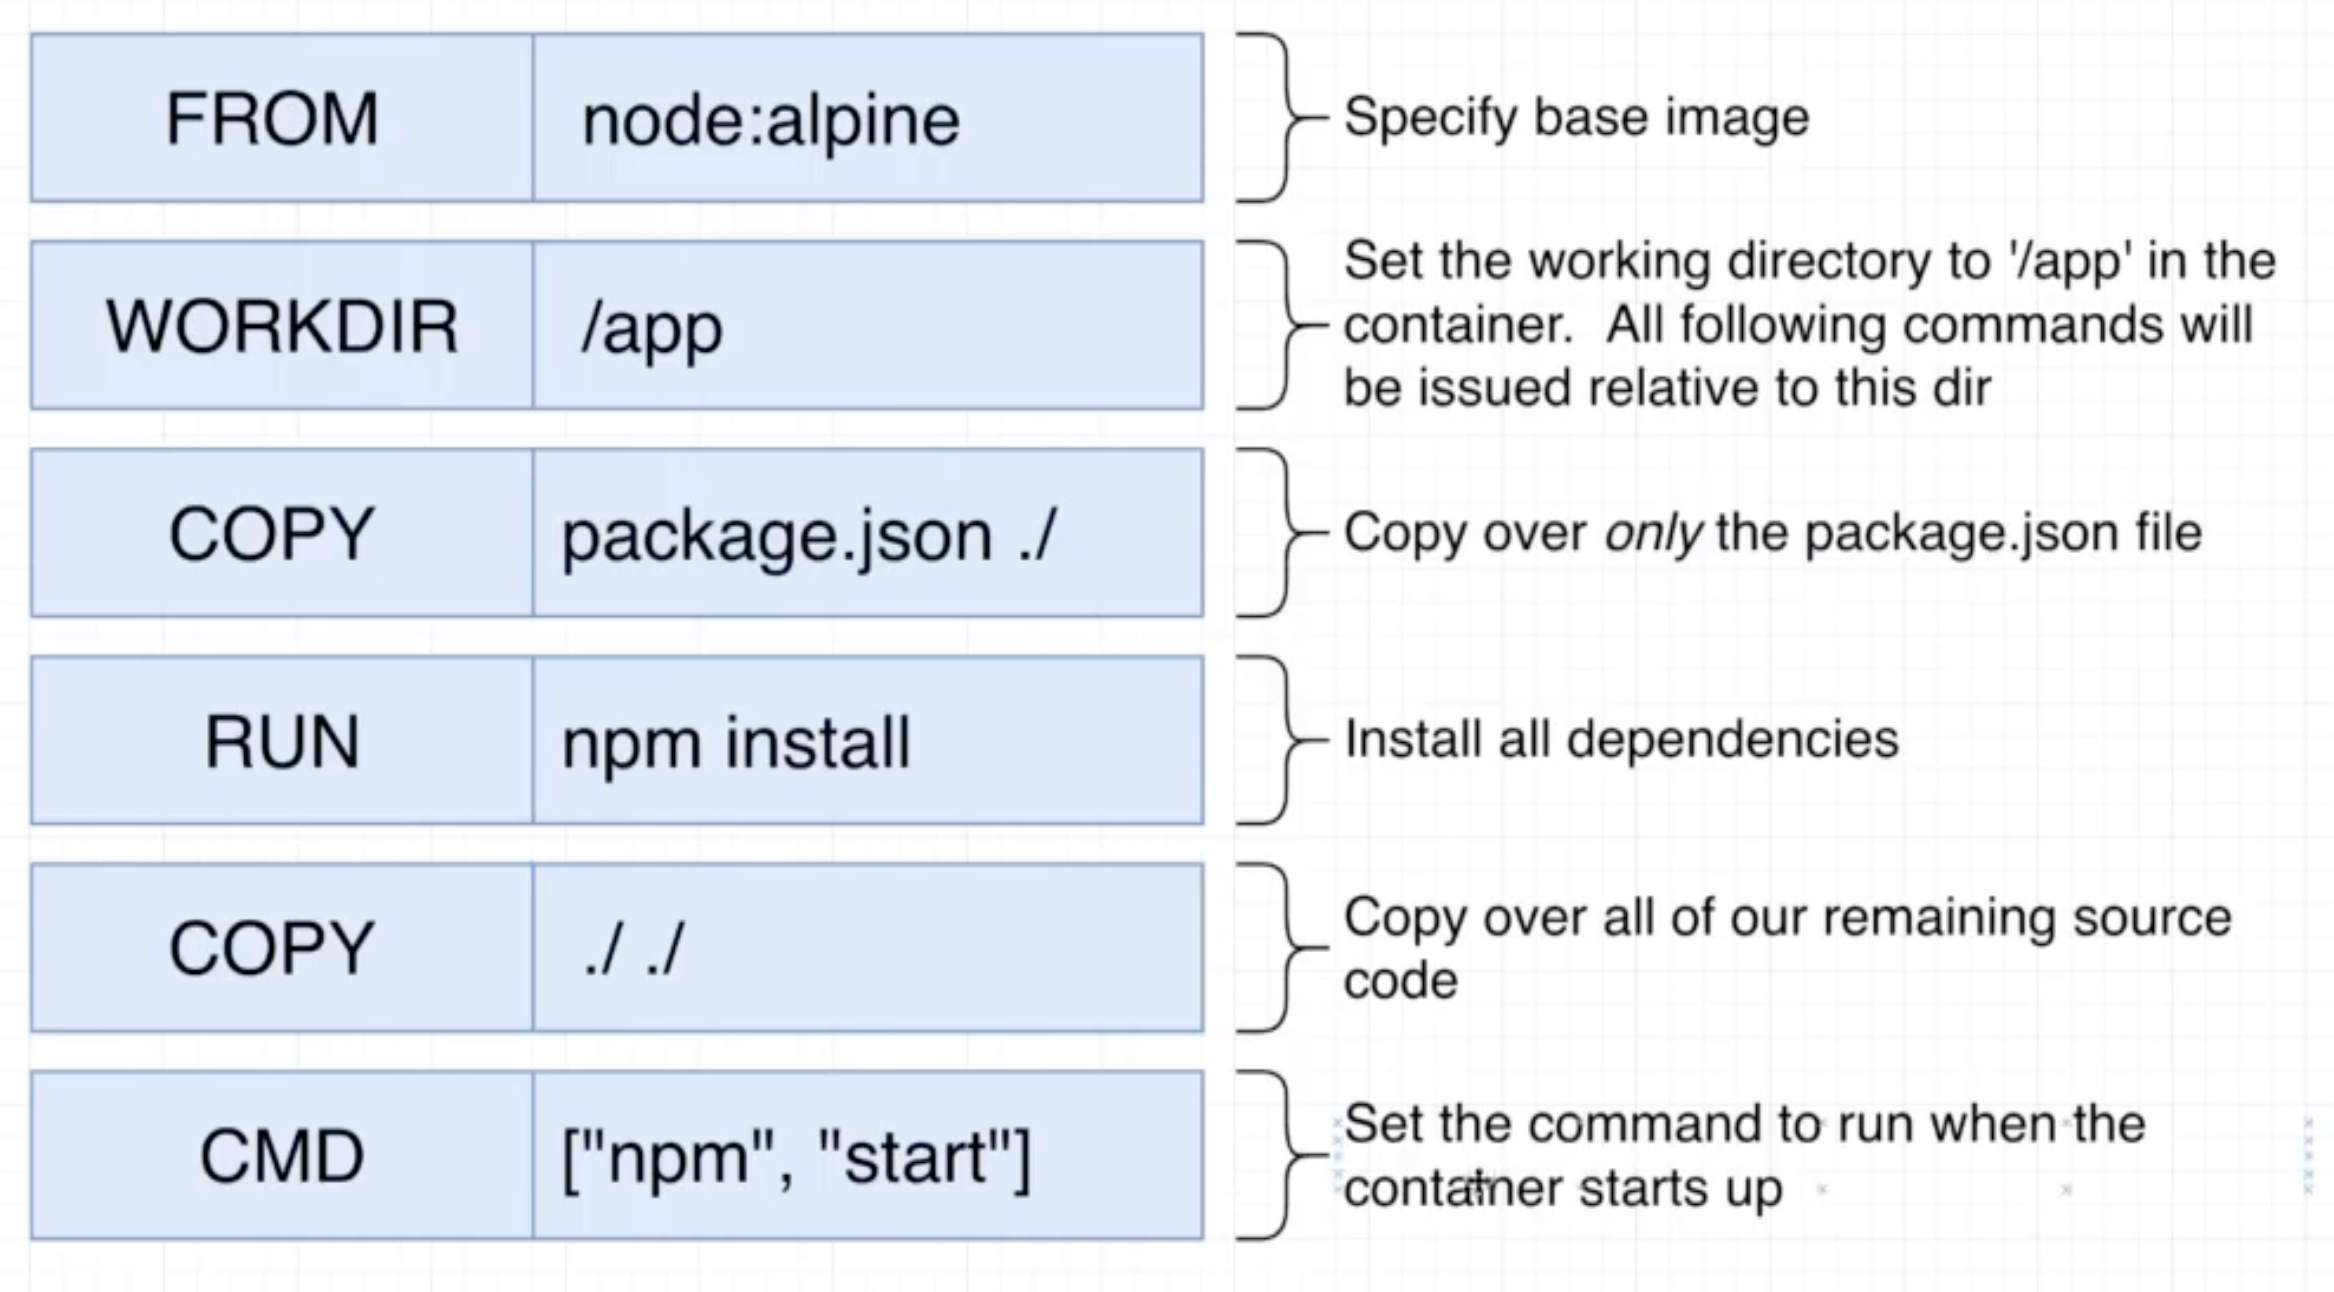 FROM node:alpine
Specify base image
WORKDIR /app
Set the working directory to '/app' in the
container.  All following commands will
be issued relative to this dir
COPY package.json ./
Copy over only the package.json file
RUN npm install
Install all dependencies
COPY ./ ./
Copy over all of our remaining source
code
CMD ["npm", "start"]
Set the command to run when the
container starts up